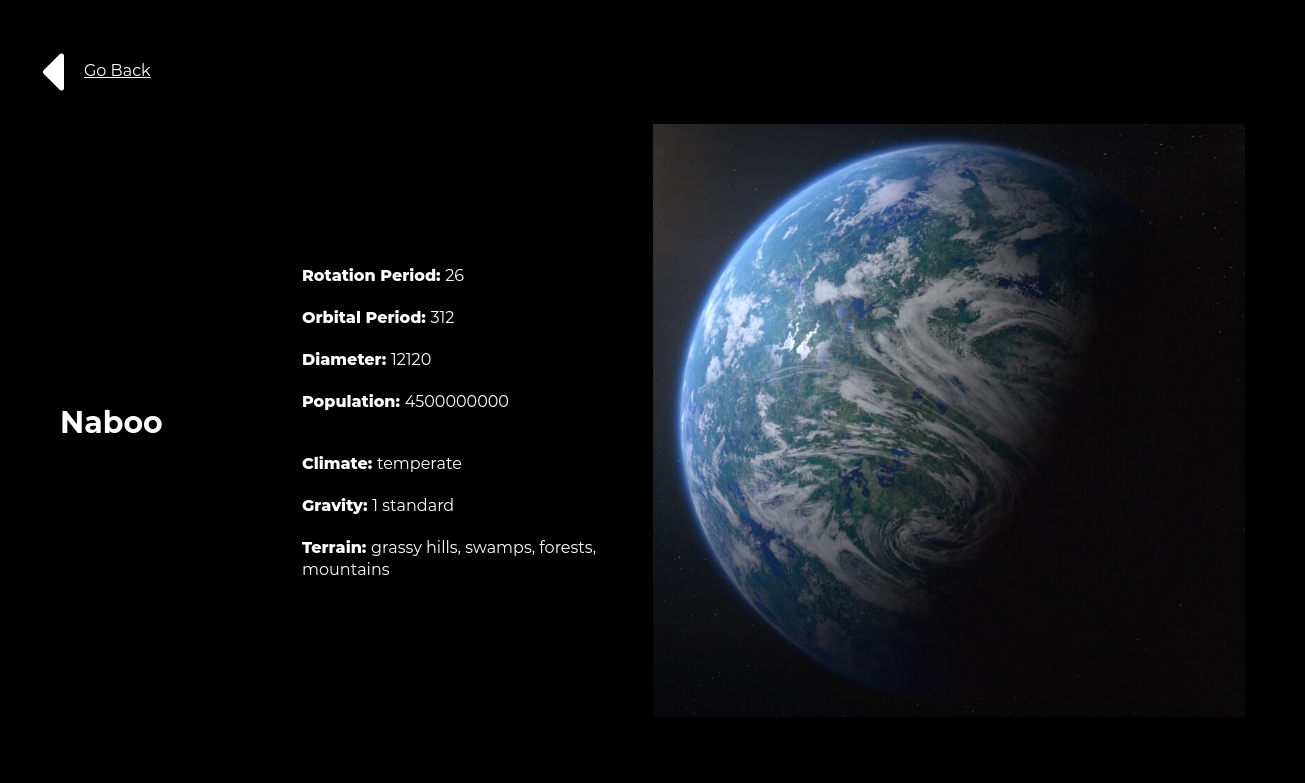 Go Back
Naboo
Rotation Period: 26
Orbital Period: 312
Diameter: 12120
Population: 4500000000
Climate: temperate
Gravity: 1 standard
Terrain: grassy hills, swamps, forests,
mountains